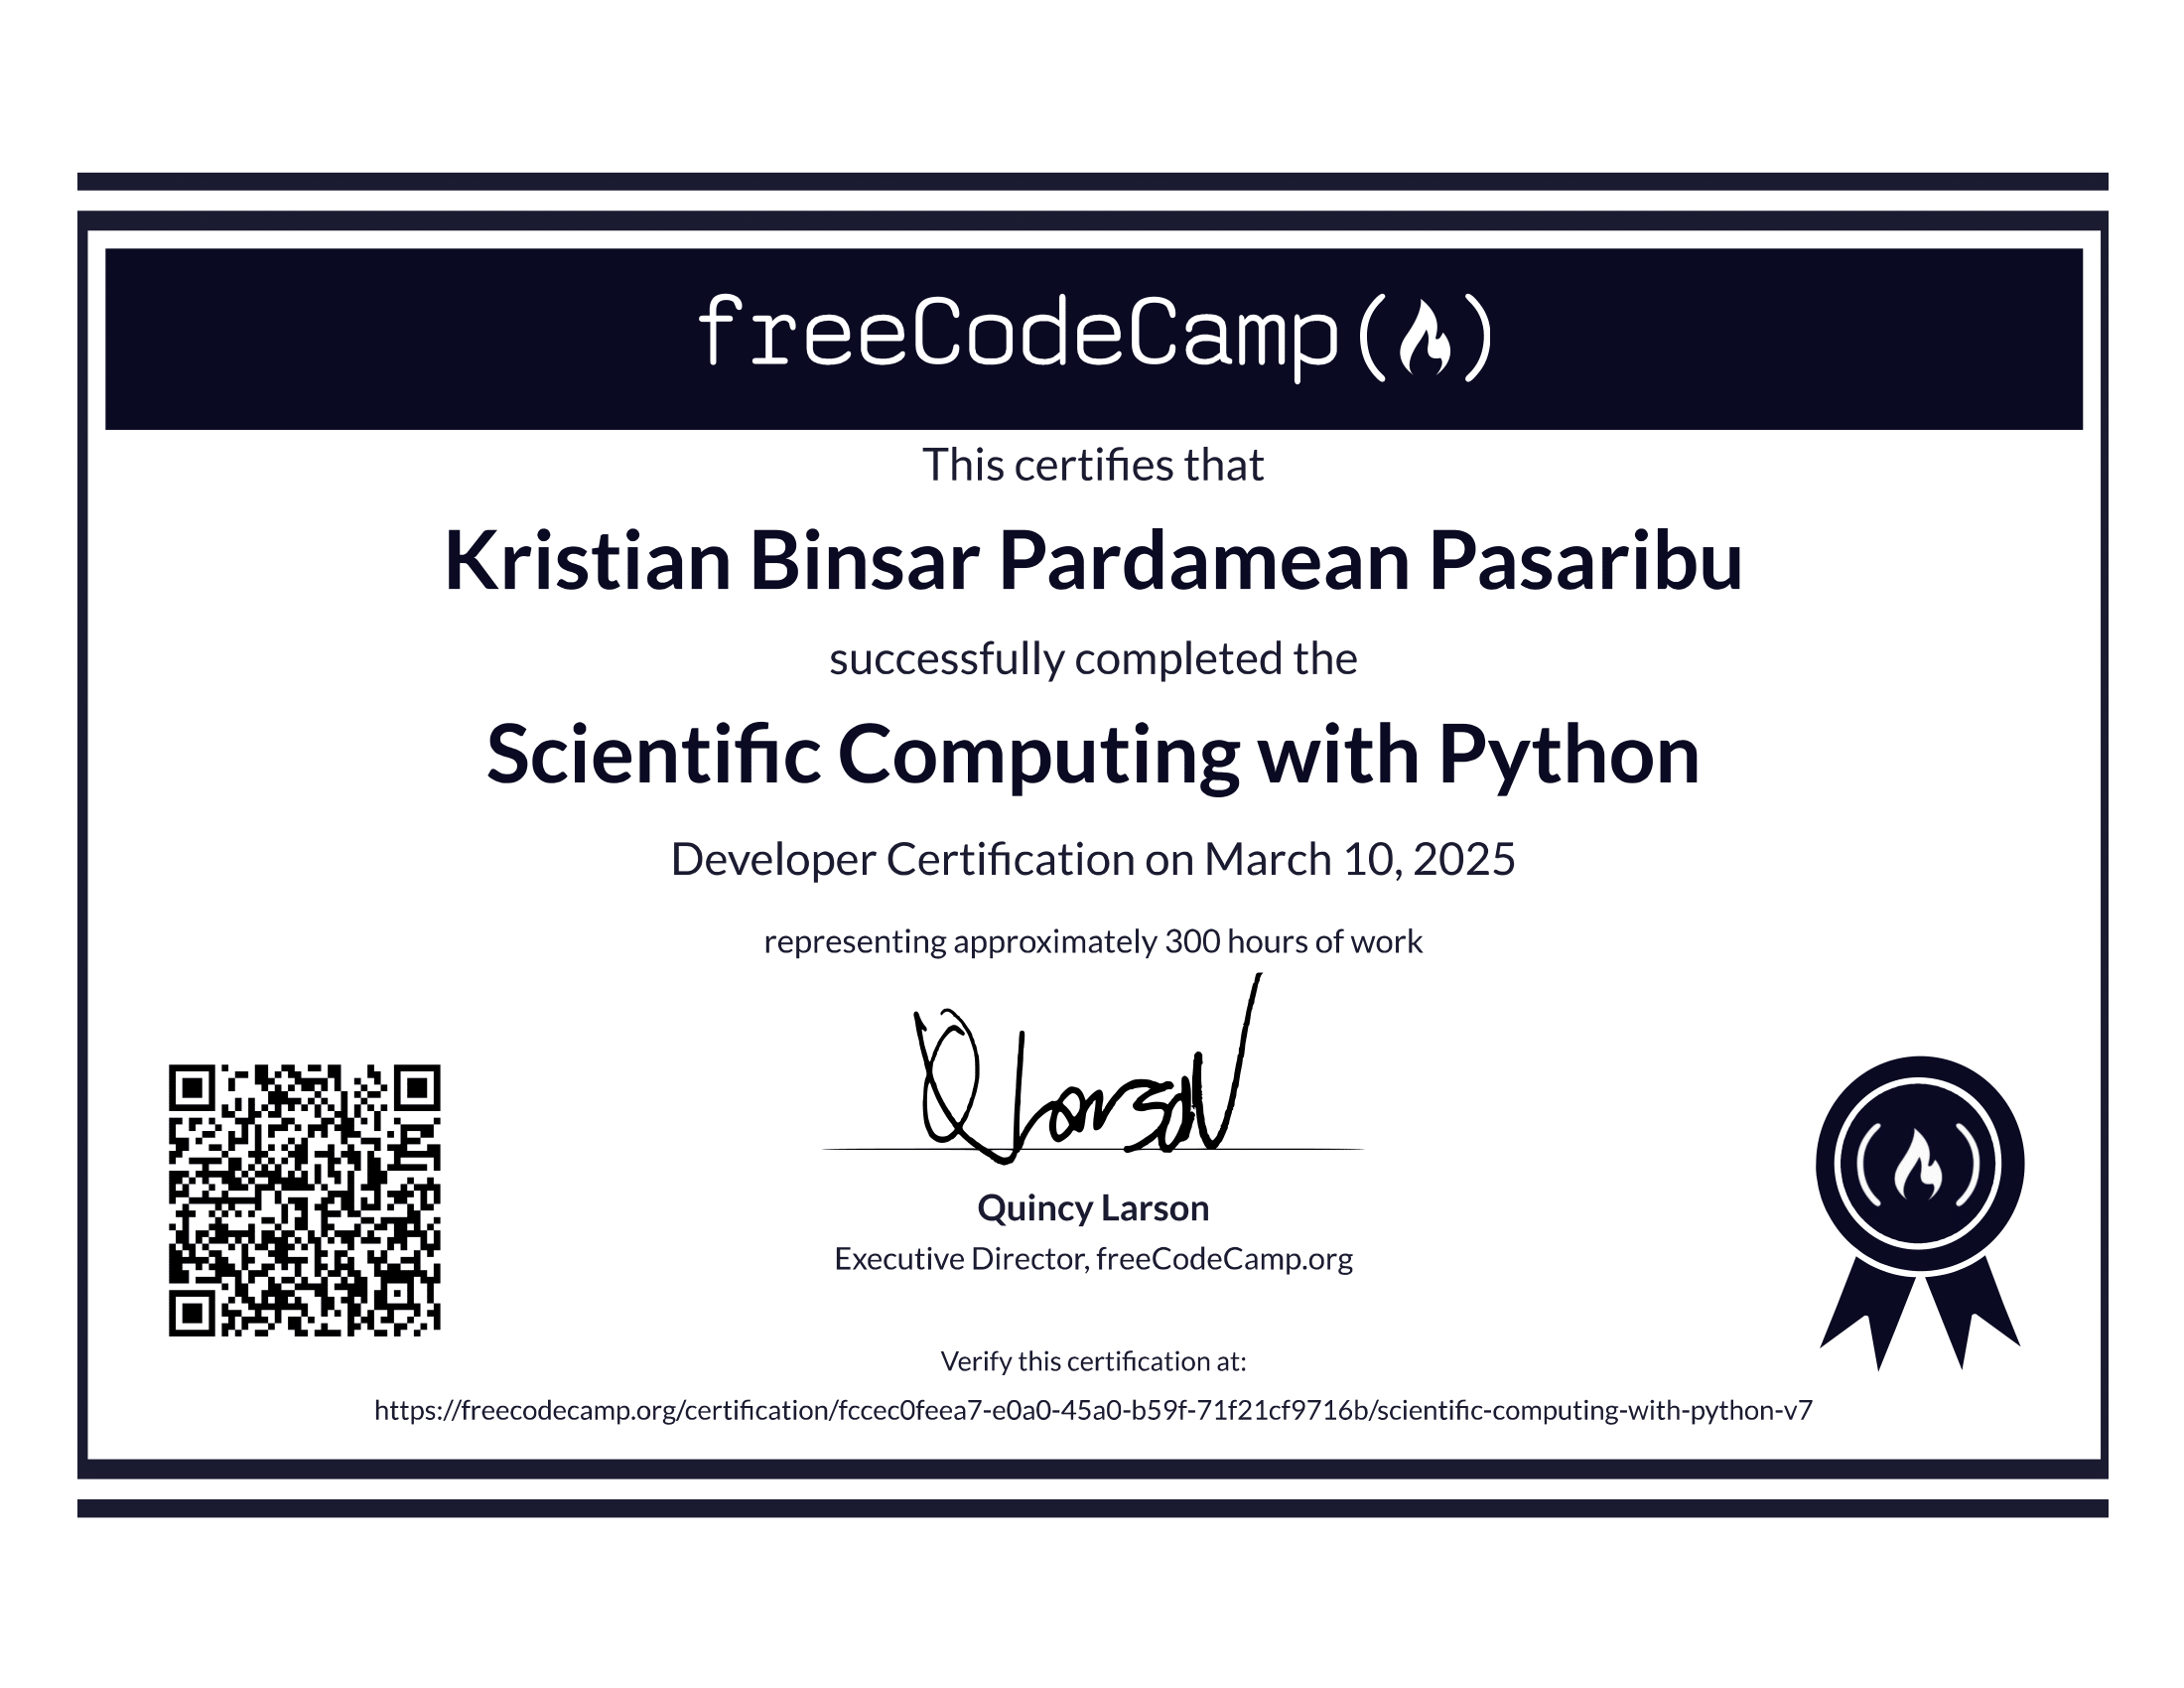 freeCodeCamp
This certifies that
Kristian Binsar Pardamean Pasaribu
successfully completed the
Scientific Computing with Python
Developer Certification on March 10, 2025
representing approximately 300 hours of work
Quincy Larson
Executive Director, freeCodeCamp.org
Verify this certification at:
https://freecodecamp.org/certification/fccec0feea7-e0a0-45a0-b59f-71f21cf9716b/scientific-computing-with-python-v7